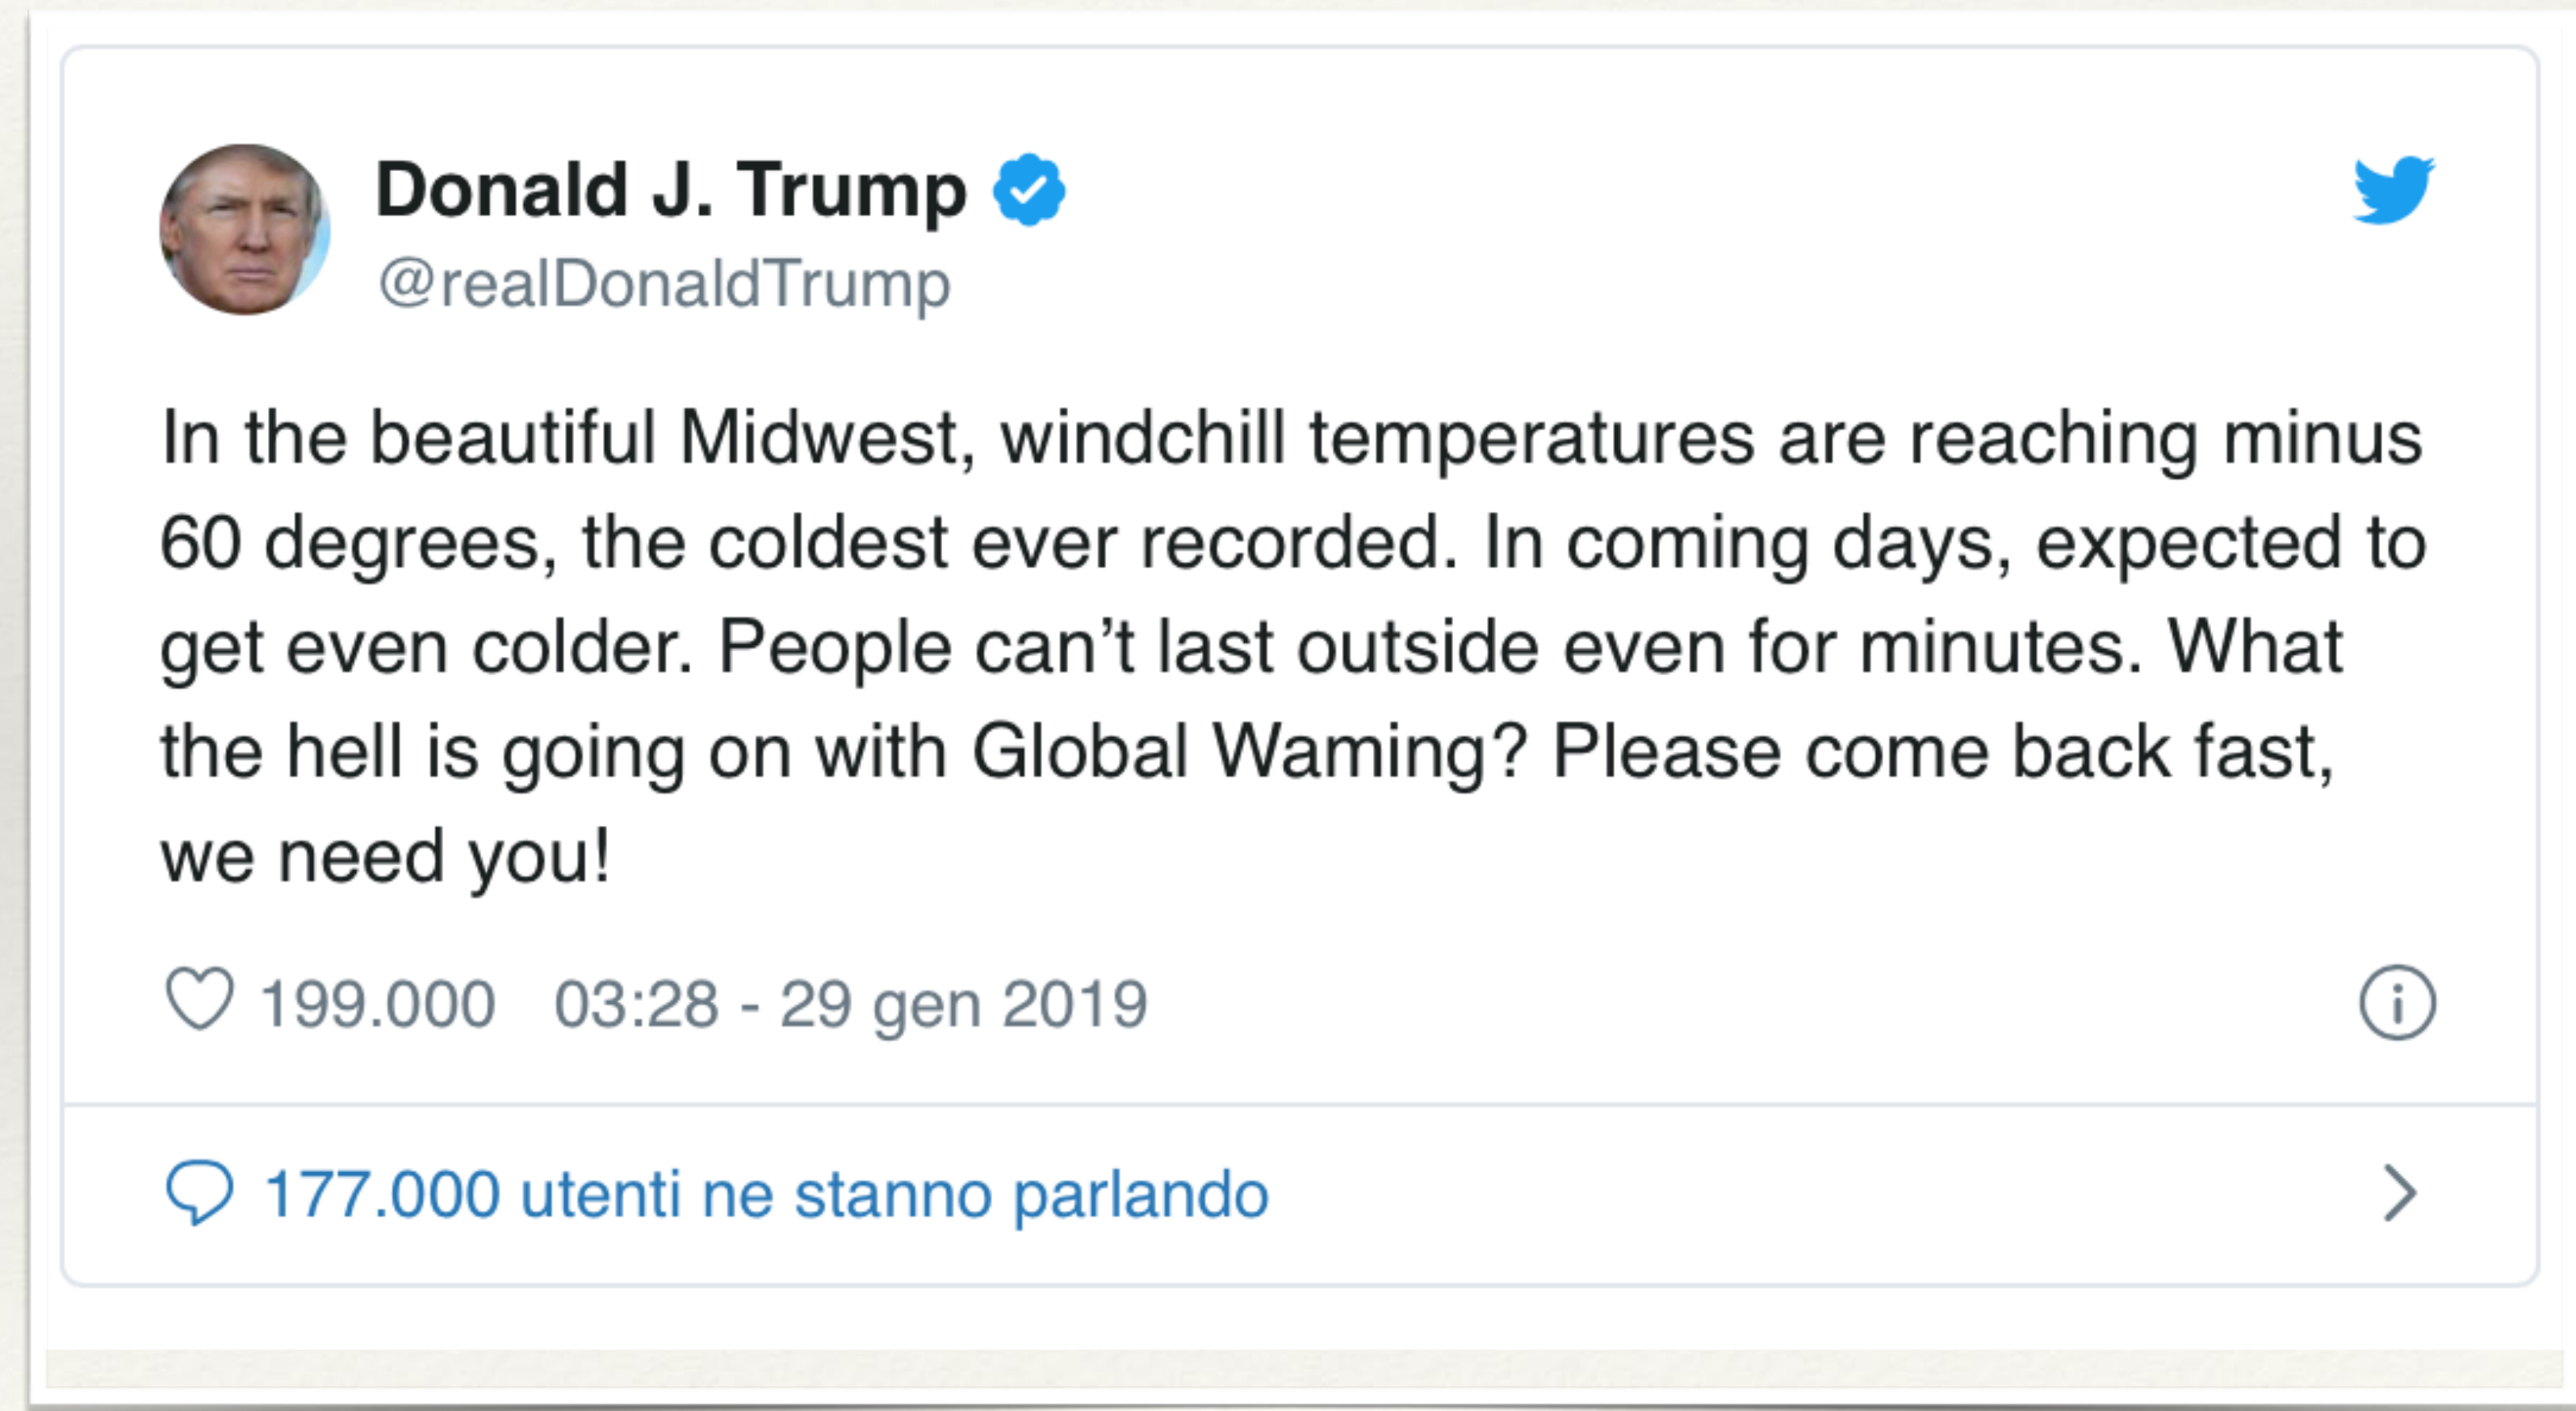 Donald J. Trump
@realDonaldTrump
In the beautiful Midwest, windchill temperatures are reaching minus
60 degrees, the coldest ever recorded. In coming days, expected to
get even colder. People can’t last outside even for minutes. What
the hell is going on with Global Waming? Please come back fast,
we need you!
199.000 03:28 - 29 gen 2019
177.000 utenti ne stanno parlando